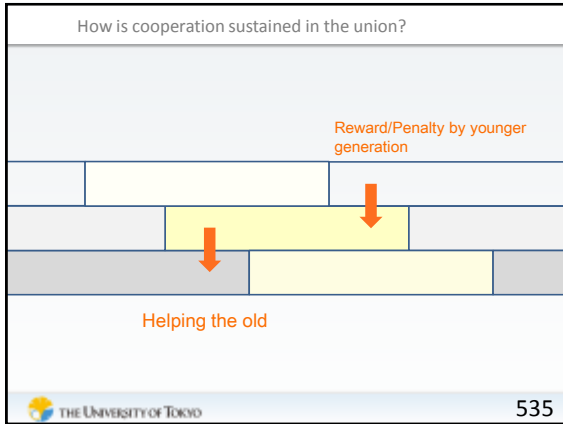 How is cooperation sustained in the union?
Reward/Penalty by younger
generation
Helping the old
THE UNIVERSITY OF TOKYO
535